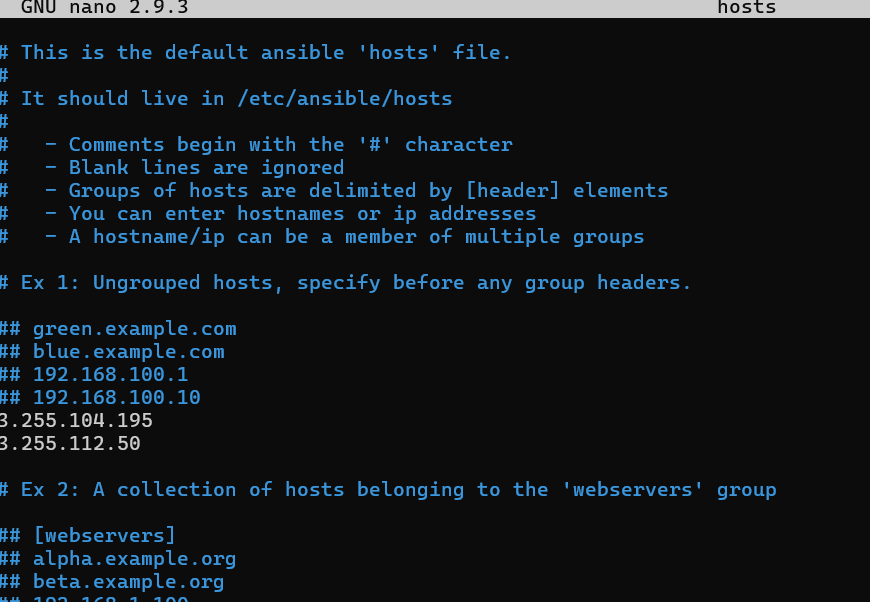 GNU nano 2.9.3 hosts
# This is the default ansible 'hosts' file.
#
# It should live in /etc/ansible/hosts
#
#   - Comments begin with the '#' character
#   - Blank lines are ignored
#   - Groups of hosts are delimited by [header] elements
#   - You can enter hostnames or ip addresses
#   - A hostname/ip can be a member of multiple groups
# Ex 1: Ungrouped hosts, specify before any group headers.
## green.example.com
## blue.example.com
## 192.168.100.1
## 192.168.100.10
3.255.104.195
3.255.112.50
# Ex 2: A collection of hosts belonging to the 'webservers' group
## [webservers]
## alpha.example.org
## beta.example.org
## 192.168.1.100